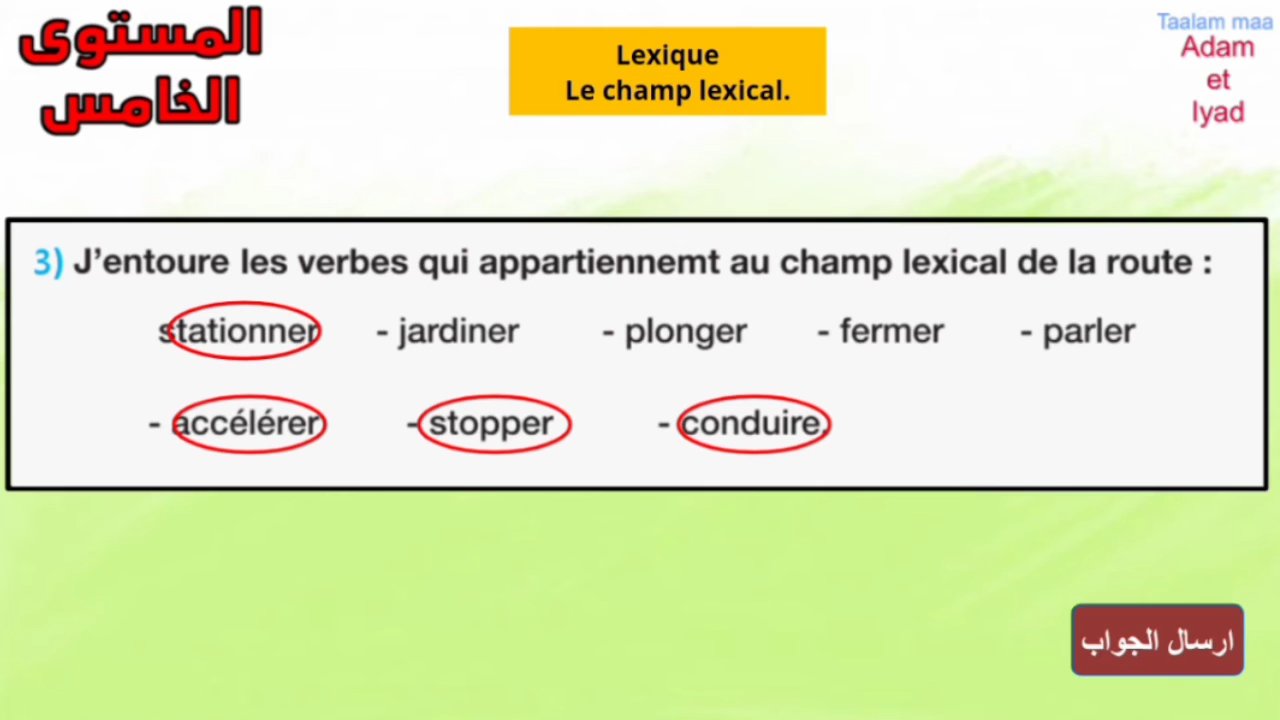 المستوى
الخامس
Lexique
Le champ lexical.
Taalam maa
Adam
et
Iyad
3) J'entoure les verbes qui appartiennemt au champ lexical de la route :
stationner - jardiner - plonger - fermer - parler
- accélérer - stopper - conduire.
ارسال الجواب